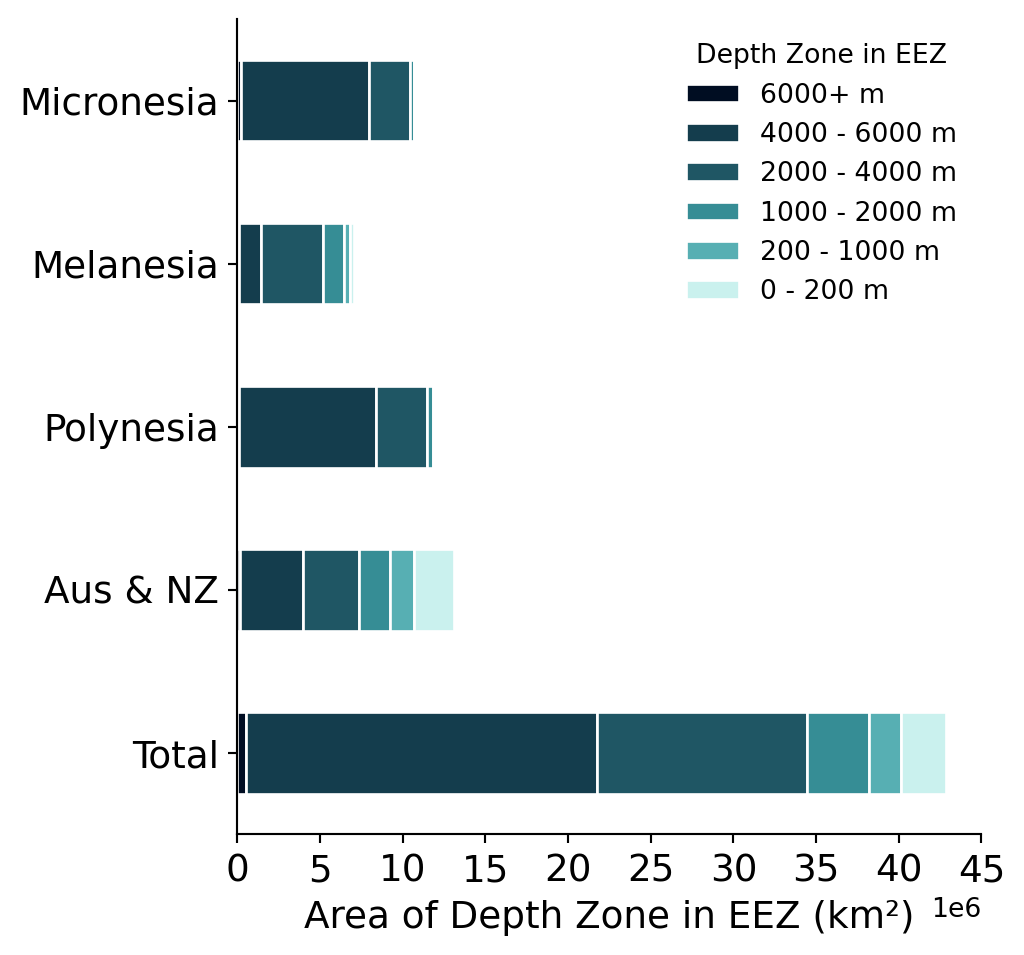 Depth Zone in EEZ
6000+ m
4000 - 6000 m
2000 - 4000 m
1000 - 2000 m
200 - 1000 m
0 - 200 m
Micronesia
Melanesia
Polynesia
Aus & NZ
Total
0 5 10 15 20 25 30 35 40 45
Area of Depth Zone in EEZ (km²) 1e6